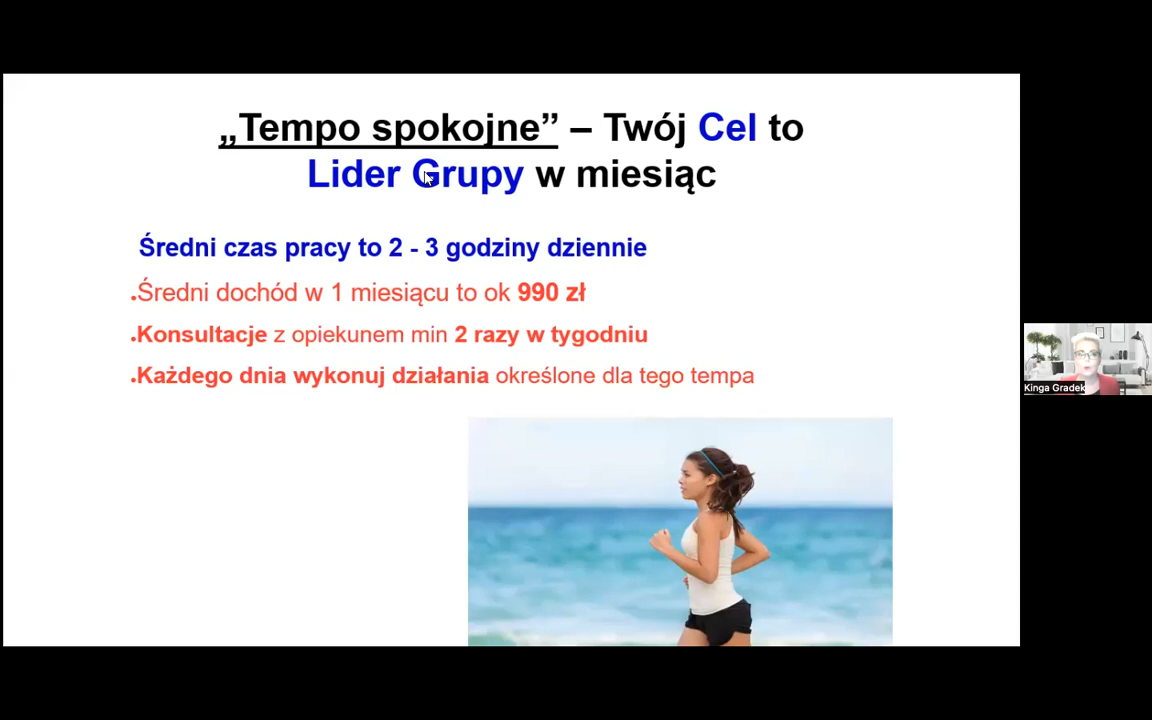 „Tempo spokojne” – Twój Cel to
Lider Grupy w miesiąc
Średni czas pracy to 2 - 3 godziny dziennie
•Średni dochód w 1 miesiącu to ok 990 zł
•Konsultacje z opiekunem min 2 razy w tygodniu
•Każdego dnia wykonuj działania określone dla tego tempa
Kinga Gradek